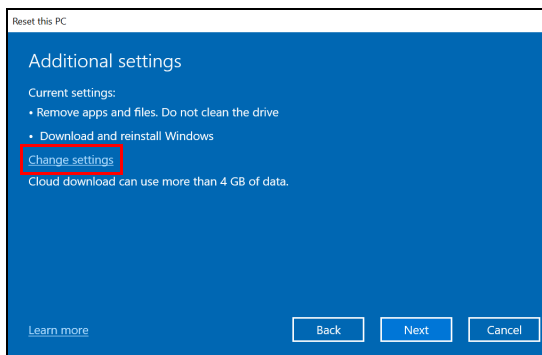 Reset this PC
Additional settings
Current settings:
• Remove apps and files. Do not clean the drive
• Download and reinstall Windows
Change settings
Cloud download can use more than 4 GB of data.
Learn more
Back
Next
Cancel